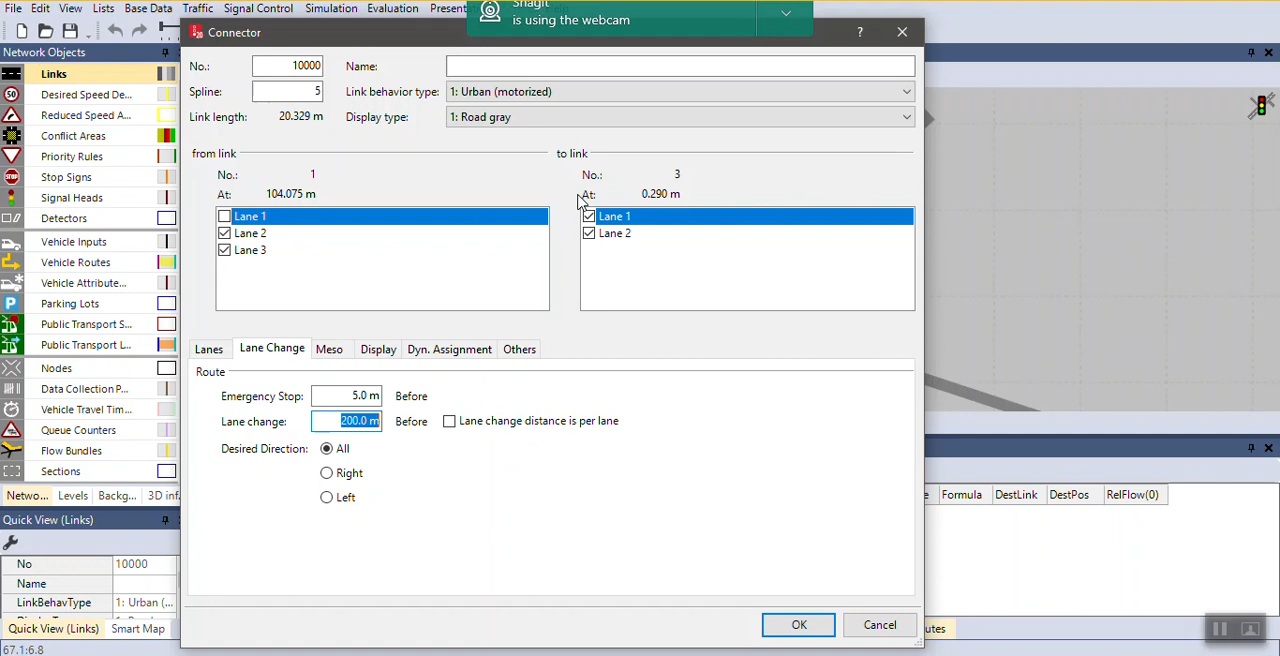 File Edit View Lists Base Data Traffic Signal Control Simulation Evaluation
Snagit
is using the webcam
Network Objects
Links
Desired Speed De...
Reduced Speed A...
Conflict Areas
Priority Rules
Stop Signs
Signal Heads
Detectors
Vehicle Inputs
Vehicle Routes
Vehicle Attribute...
Parking Lots
Public Transport S...
Public Transport L...
Nodes
Data Collection P...
Vehicle Travel Tim...
Queue Counters
Flow Bundles
Sections
Netwo... Levels Backg... 3D inf.
Quick View (Links)
No 10000
Name
LinkBehavType 1: Urban (...
Quick View (Links) Smart Map
67.1:6.8
Connector
?
No.: 10000 Name:
Spline: 5 Link behavior type: 1: Urban (motorized)
Link length: 20.329 m Display type: 1: Road gray
from link
No.: 1
At: 104.075 m
Lane 1
Lane 2
Lane 3
to link
No.: 3
At: 0.290 m
Lane 1
Lane 2
Lanes Lane Change Meso Display Dyn. Assignment Others
Route
Emergency Stop: 5.0 m Before
Lane change: 200.0 m Before Lane change distance is per lane
Desired Direction: All
Right
Left
OK Cancel
Formula DestLink DestPos RelFlow(0)